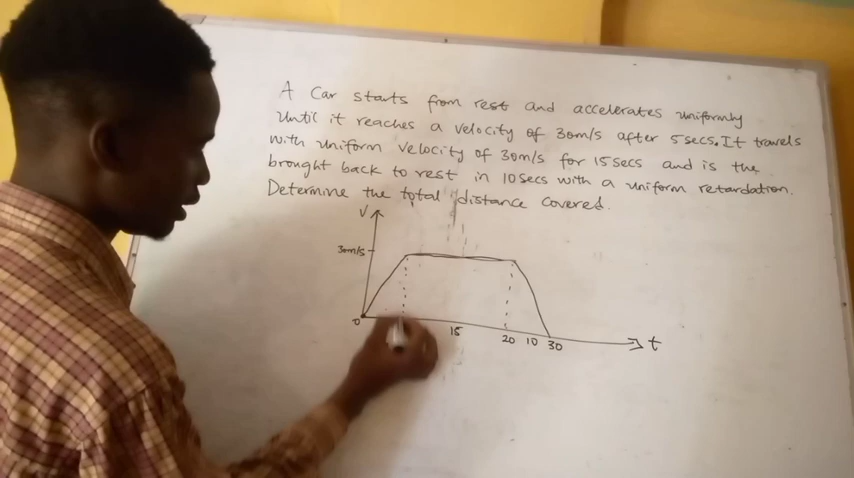 A car starts from rest and accelerates uniformly
until it reaches a velocity of 30m/s after 5secs. It travels
with uniform velocity of 30m/s for 15secs and is the
brought back to rest in 10secs with a uniform retardation.
Determine the total distance covered.
V
30m/s
0
15
20
10
30
t